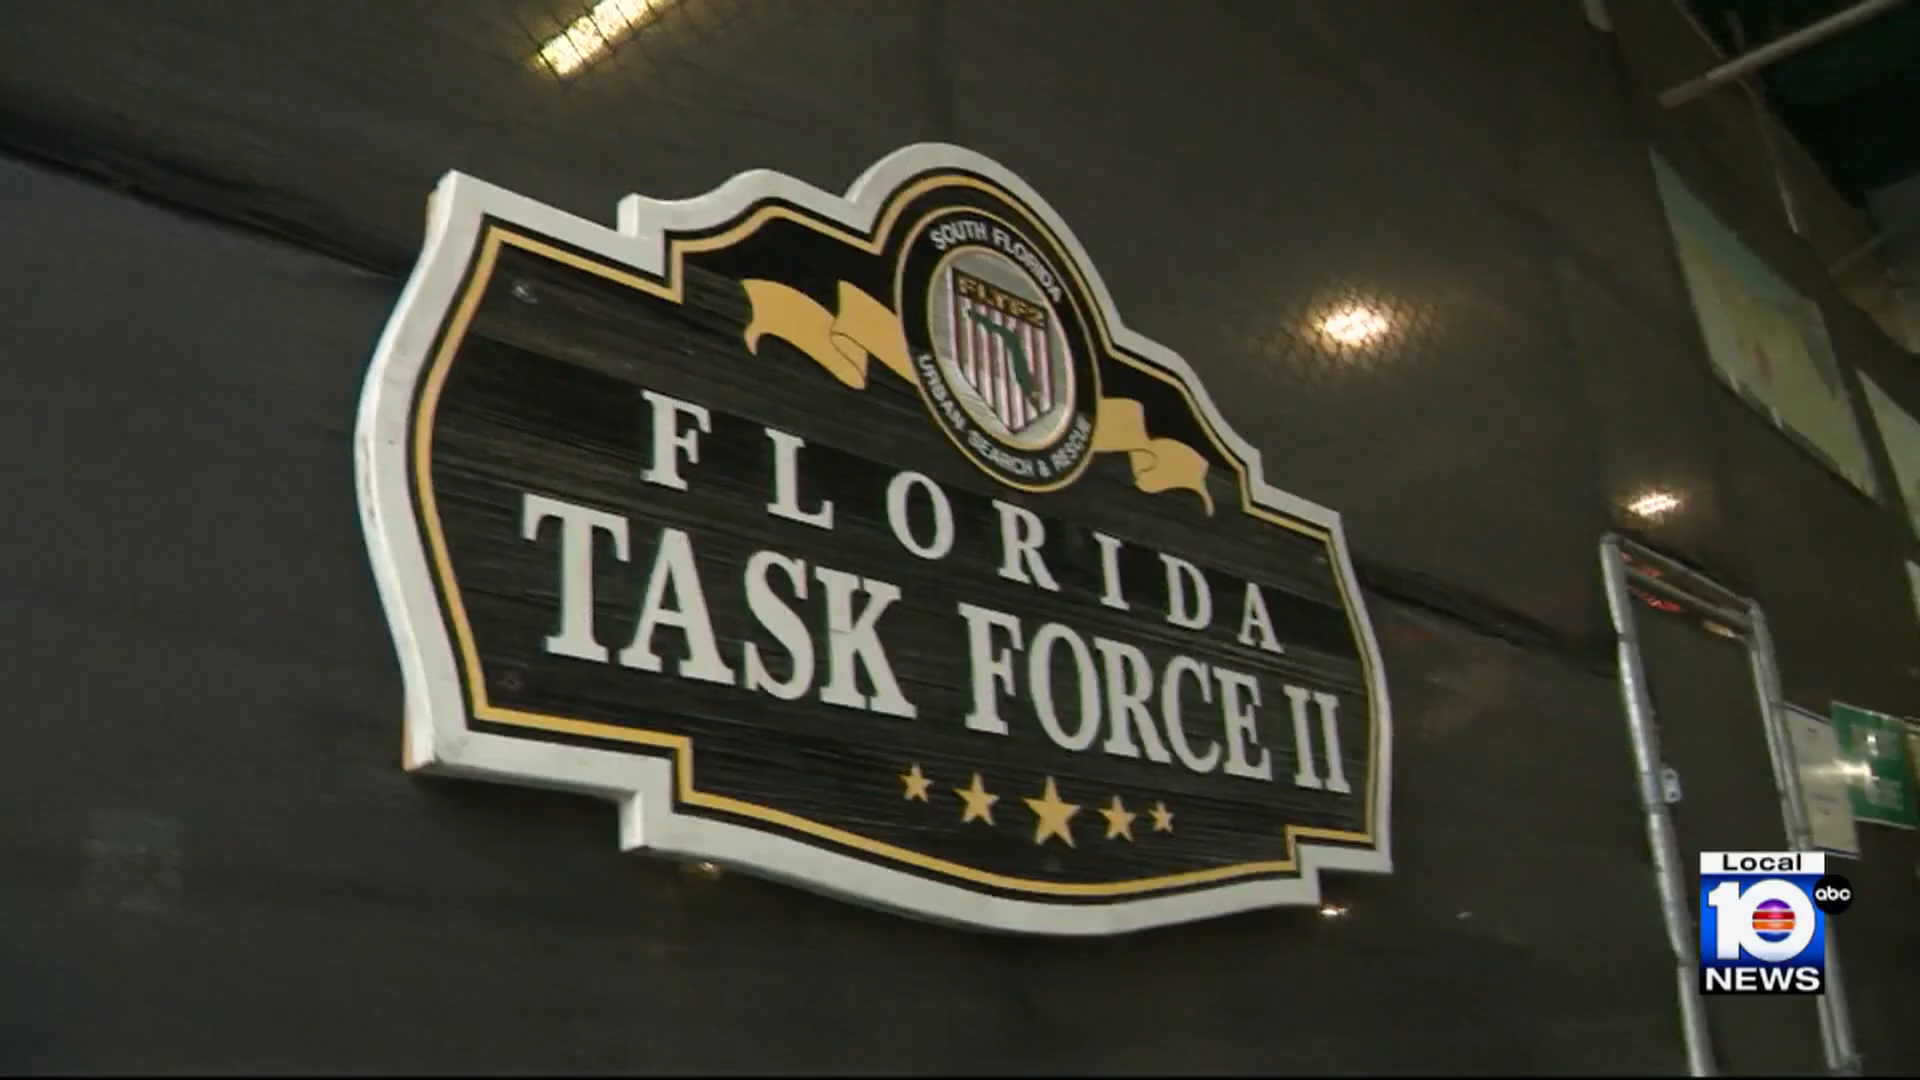 SOUTH FLORIDA
FLTF2
URBAN SEARCH & RESCUE
FLORIDA
TASK FORCE II
Local
10
abc
NEWS